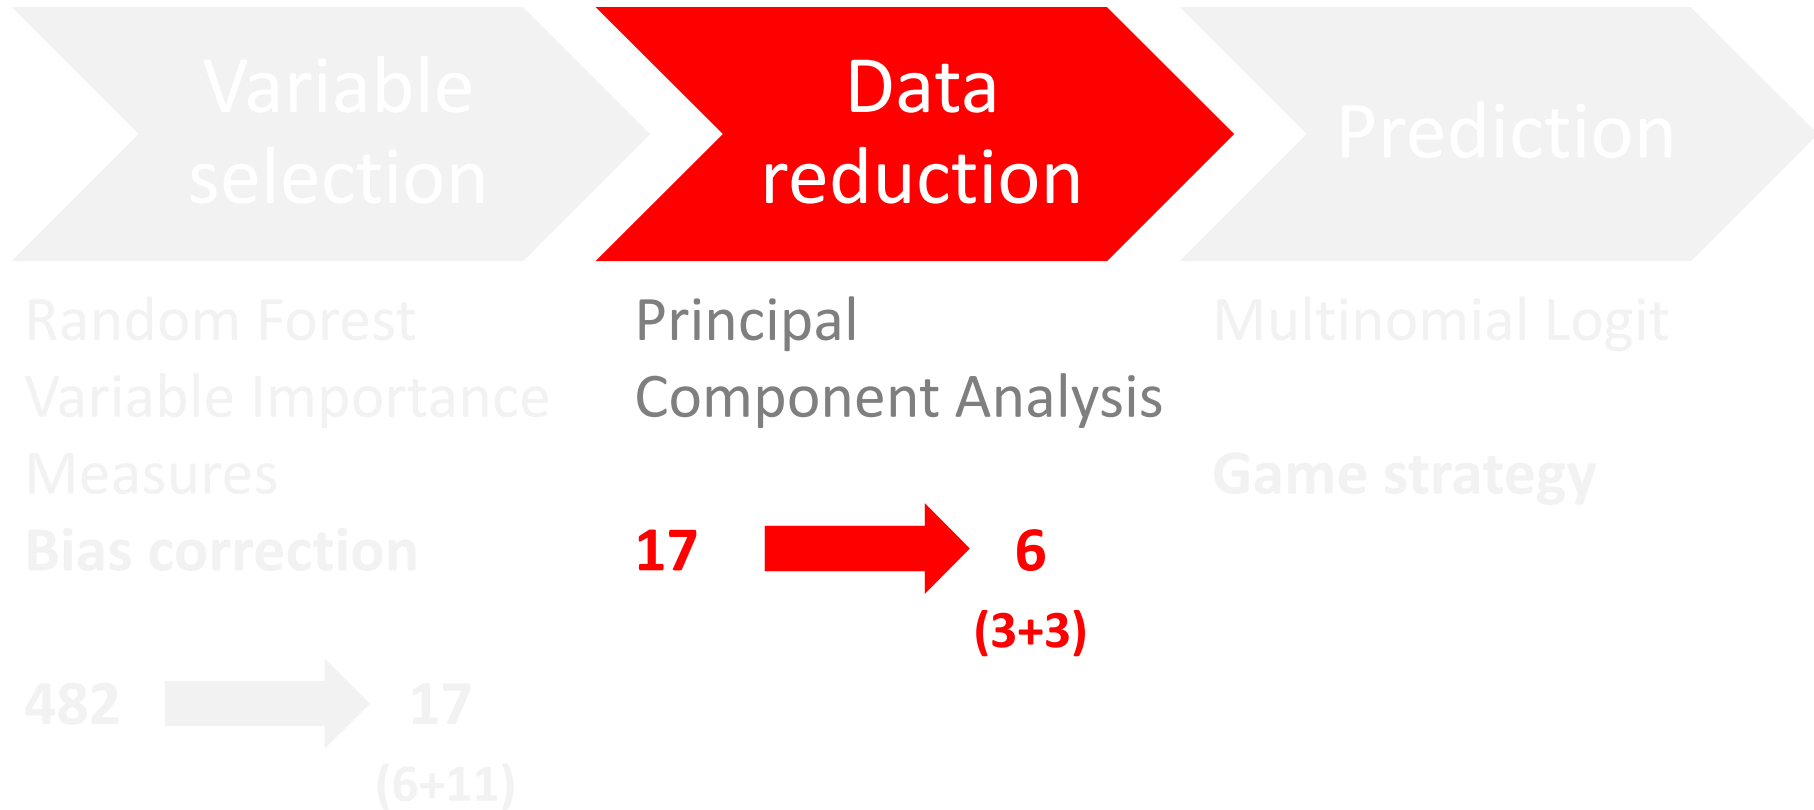 Variable
selection
Data
reduction
Prediction
Random Forest
Variable Importance
Measures
Bias correction
482 17
(6+11)
Principal
Component Analysis
17 6
(3+3)
Multinomial Logit
Game strategy